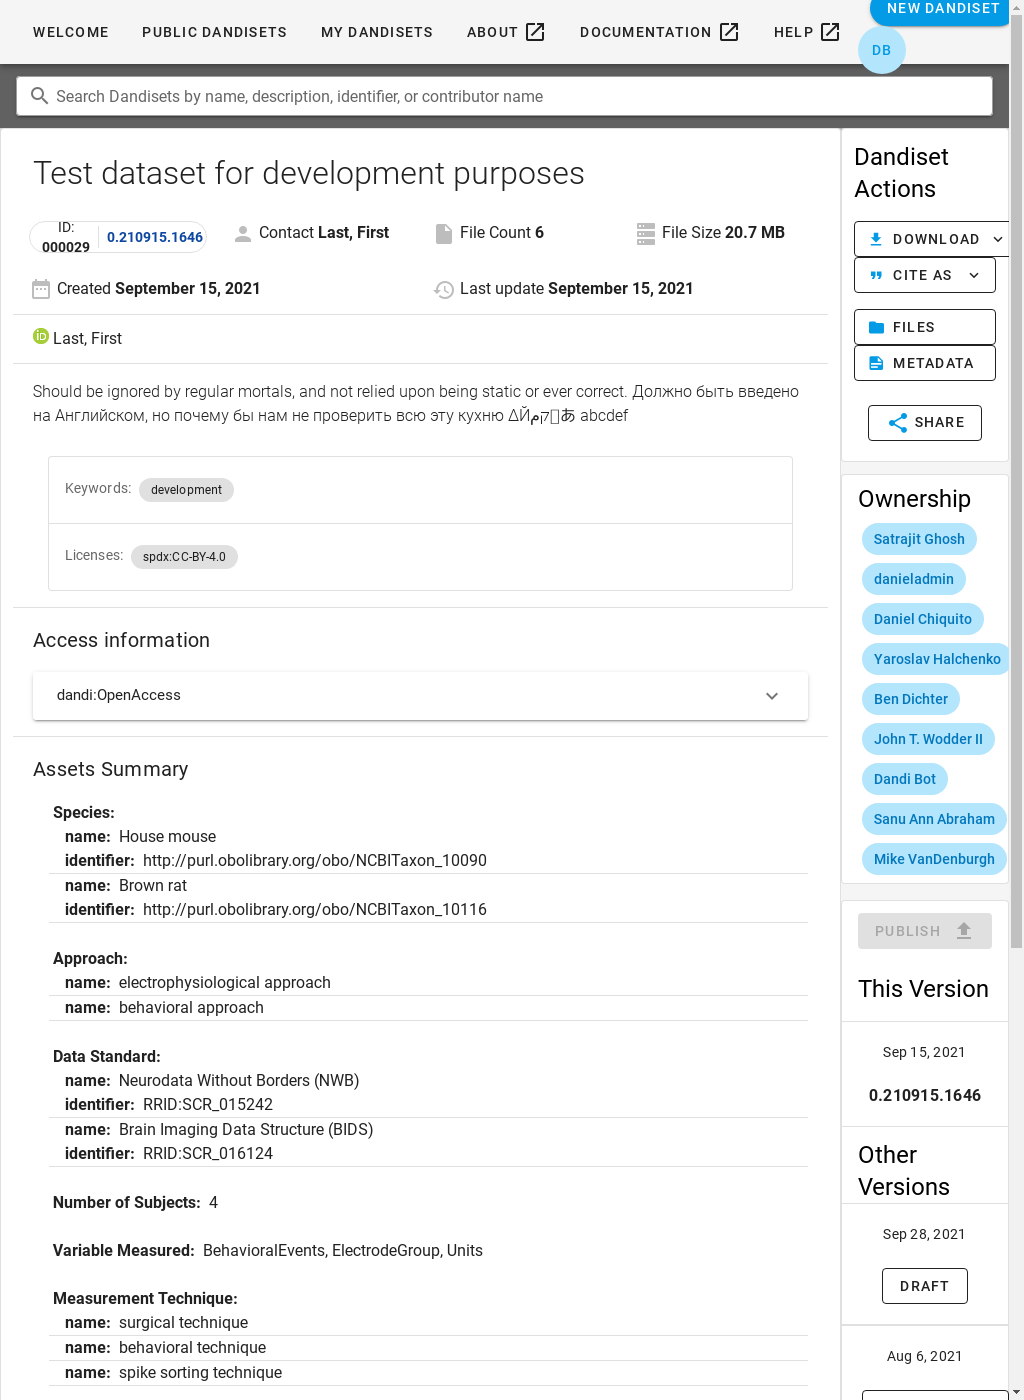 WELCOME
PUBLIC DANDISETS
MY DANDISETS
ABOUT
DOCUMENTATION
HELP
NEW DANDISET
DB
Search Dandisets by name, description, identifier, or contributor name
Test dataset for development purposes
ID:
000029
0.210915.1646
Contact Last, First
File Count 6
File Size 20.7 MB
Created September 15, 2021
Last update September 15, 2021
Last, First
Should be ignored by regular mortals, and not relied upon being static or ever correct. Должно быть введено
на Английском, но почему бы нам не проверить всю эту кухню
abcdef
Keywords: development
Licenses: spdx:CC-BY-4.0
Access information
dandi:OpenAccess
Assets Summary
Species:
name: House mouse
identifier: http://purl.obolibrary.org/obo/NCBITaxon_10090
name: Brown rat
identifier: http://purl.obolibrary.org/obo/NCBITaxon_10116
Approach:
name: electrophysiological approach
name: behavioral approach
Data Standard:
name: Neurodata Without Borders (NWB)
identifier: RRID:SCR_015242
name: Brain Imaging Data Structure (BIDS)
identifier: RRID:SCR_016124
Number of Subjects: 4
Variable Measured: BehavioralEvents, ElectrodeGroup, Units
Measurement Technique:
name: surgical technique
name: behavioral technique
name: spike sorting technique
Dandiset
Actions
DOWNLOAD
CITE AS
FILES
METADATA
SHARE
Ownership
Satrajit Ghosh
danieladmin
Daniel Chiquito
Yaroslav Halchenko
Ben Dichter
John T. Wodder II
Dandi Bot
Sanu Ann Abraham
Mike VanDenburgh
PUBLISH
This Version
Sep 15, 2021
0.210915.1646
Other
Versions
Sep 28, 2021
DRAFT
Aug 6, 2021